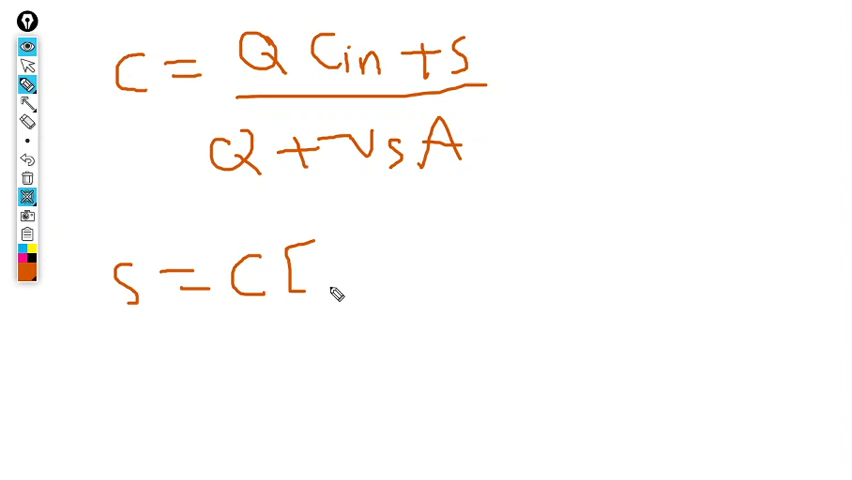 C = Q Cin + S
Q + Vs A
S = C [